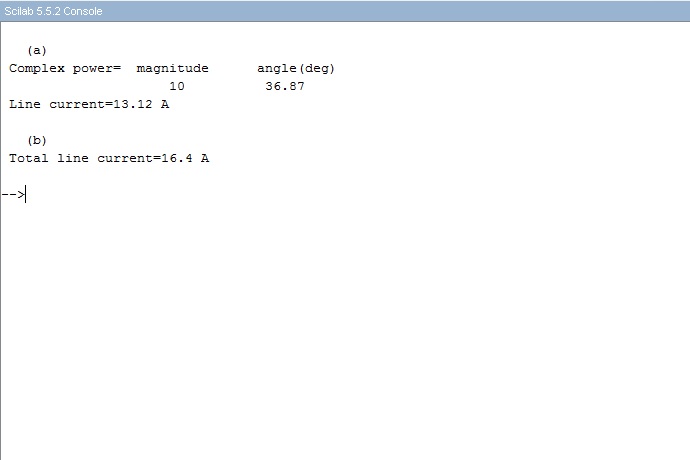 Scilab 5.5.2 Console
(a)
Complex power= magnitude angle(deg)
10 36.87
Line current=13.12 A
(b)
Total line current=16.4 A
-->